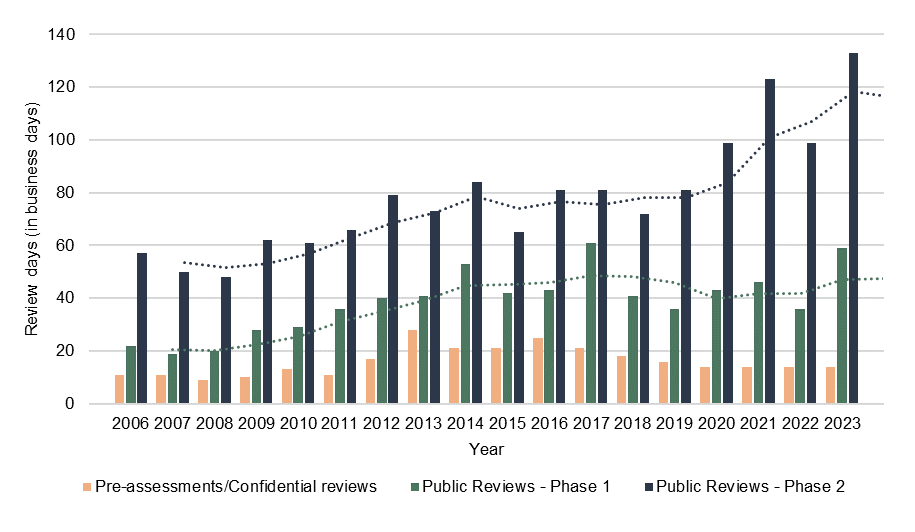 140
120
100
80
60
40
20
0
Review days (in business days)
2006 2007 2008 2009 2010 2011 2012 2013 2014 2015 2016 2017 2018 2019 2020 2021 2022 2023
Year
Pre-assessments/Confidential reviews Public Reviews - Phase 1 Public Reviews - Phase 2